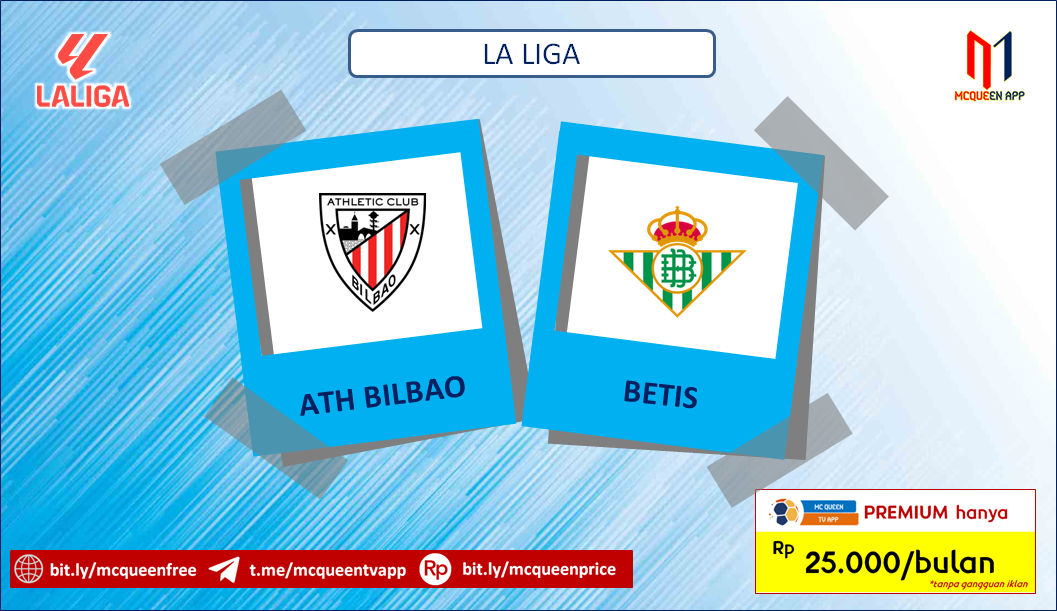 LA LIGA
LALIGA
MCQUEEN APP
ATHLETIC CLUB
BILBAO
ATH BILBAO
BETIS
MC QUEEN
TV APP
PREMIUM hanya
Rp 25.000/bulan
*tanpa gangguan iklan
bit.ly/mcqueenfree
t.me/mcqueentvapp
Rp
bit.ly/mcqueenprice